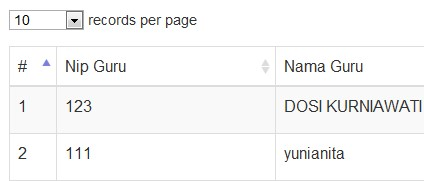 10 records per page
# Nip Guru Nama Guru
1 123 DOSI KURNIAWATI
2 111 yunianita